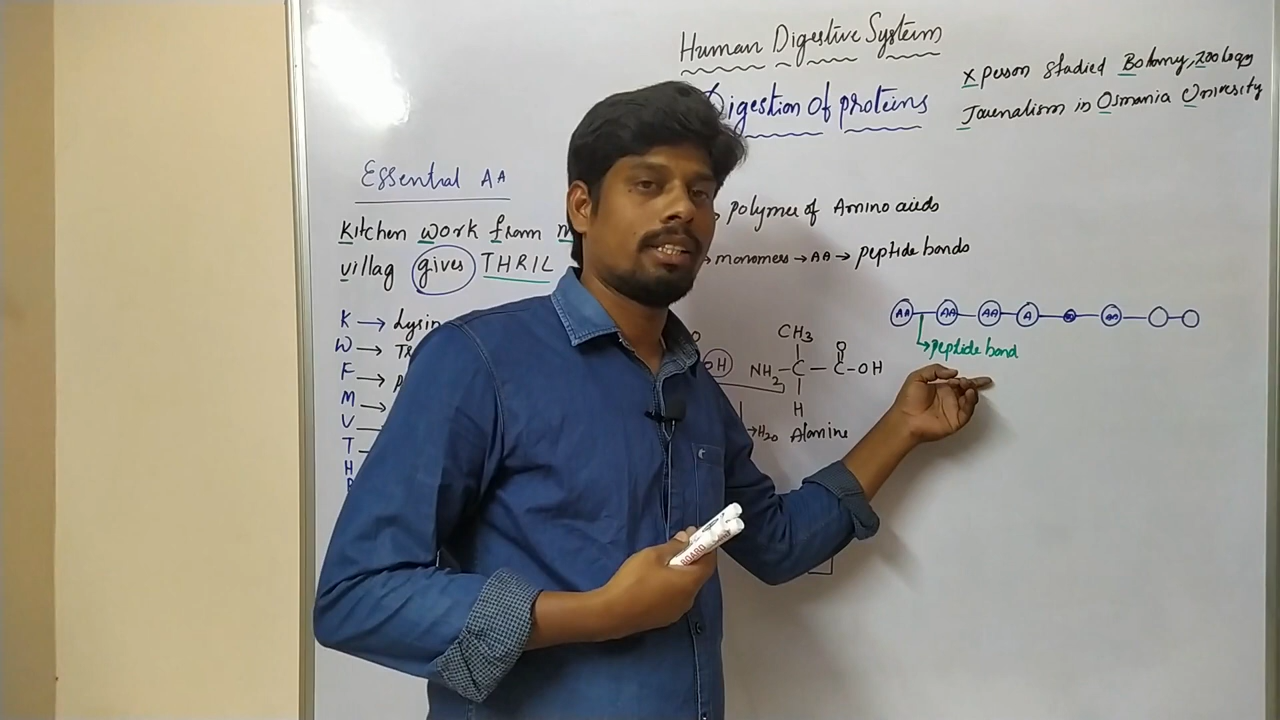 Human Digestive System
Digestion of proteins
X person studied Botany, Zoology
Journalism in Osmania University
Essential AA
Kitchen work from
villag gives THRIL
polymer of Amino acids
monomers → AA → peptide bonds
K → Lysin
W →
F →
M →
V
T
H
AA AA AA A AA
peptide bond
CH3
O
OH NH2 - C - C - OH
H
→ H2O Alanine
BOARD